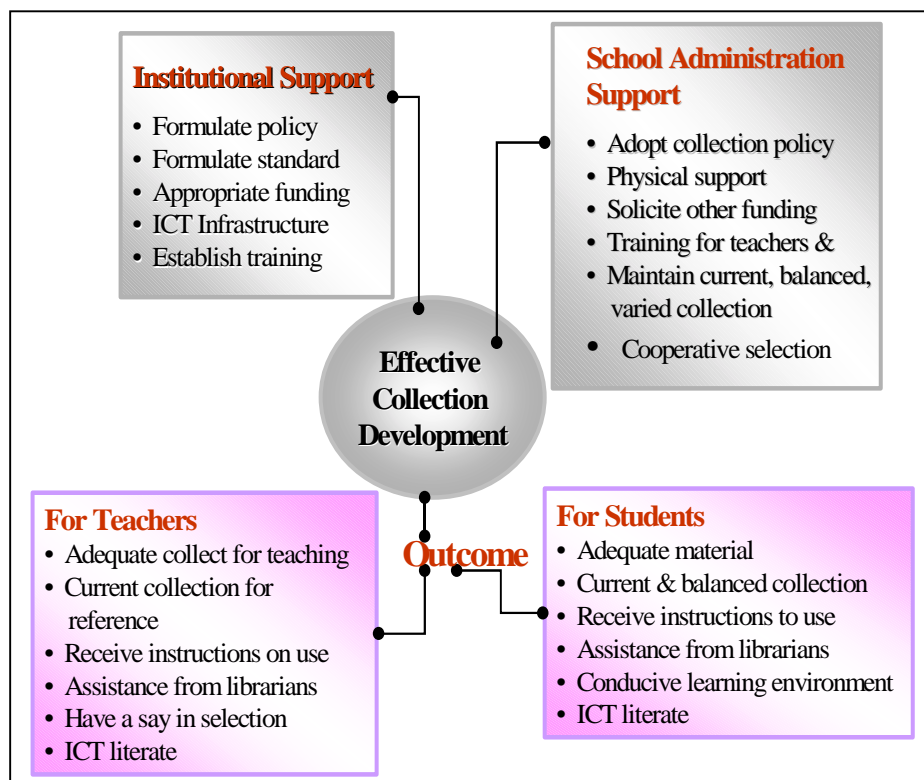 Institutional Support
• Formulate policy
• Formulate standard
• Appropriate funding
• ICT Infrastructure
• Establish training
School Administration
Support
• Adopt collection policy
• Physical support
• Solicite other funding
• Training for teachers &
• Maintain current, balanced,
varied collection
• Cooperative selection
Effective
Collection
Development
Outcome
For Teachers
• Adequate collect for teaching
• Current collection for
reference
• Receive instructions on use
• Assistance from librarians
• Have a say in selection
• ICT literate
For Students
• Adequate material
• Current & balanced collection
• Receive instructions to use
• Assistance from librarians
• Conducive learning environment
• ICT literate